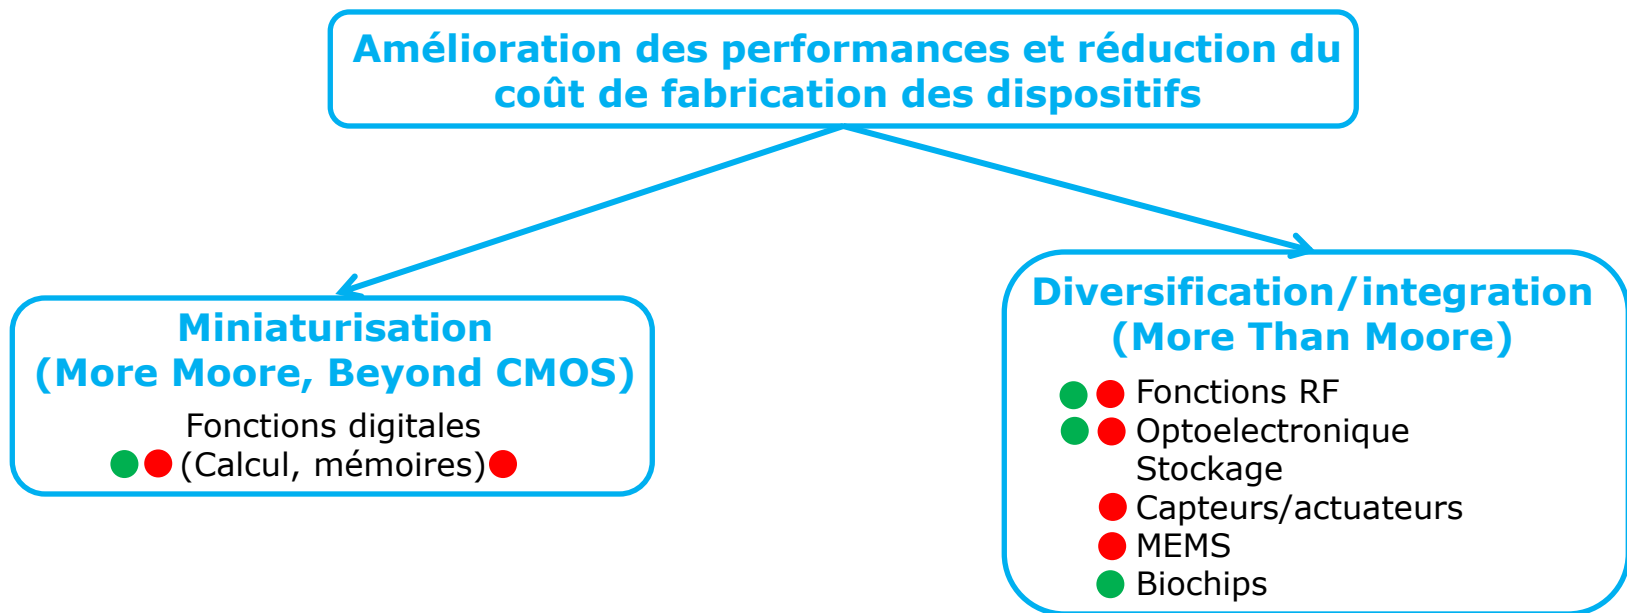 Amélioration des performances et réduction du
coût de fabrication des dispositifs
Miniaturisation
(More Moore, Beyond CMOS)
Fonctions digitales
(Calcul, mémoires)
Diversification/integration
(More Than Moore)
Fonctions RF
Optoelectronique
Stockage
Capteurs/actuateurs
MEMS
Biochips